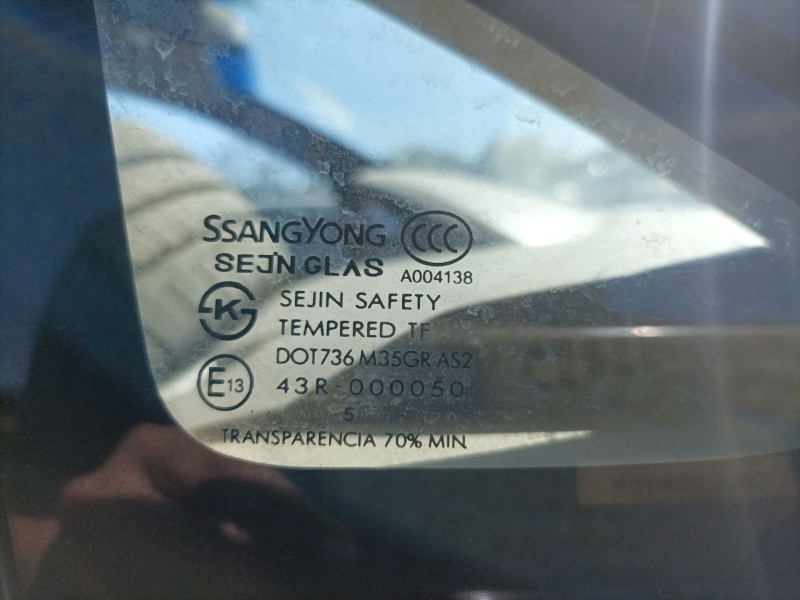 SSANGYONG CCC
SEJIN GLAS A004138
K SEJIN SAFETY
TEMPERED TF
DOT736 M35GR AS2
E13 43R-000050
5
TRANSPARENCIA 70% MIN